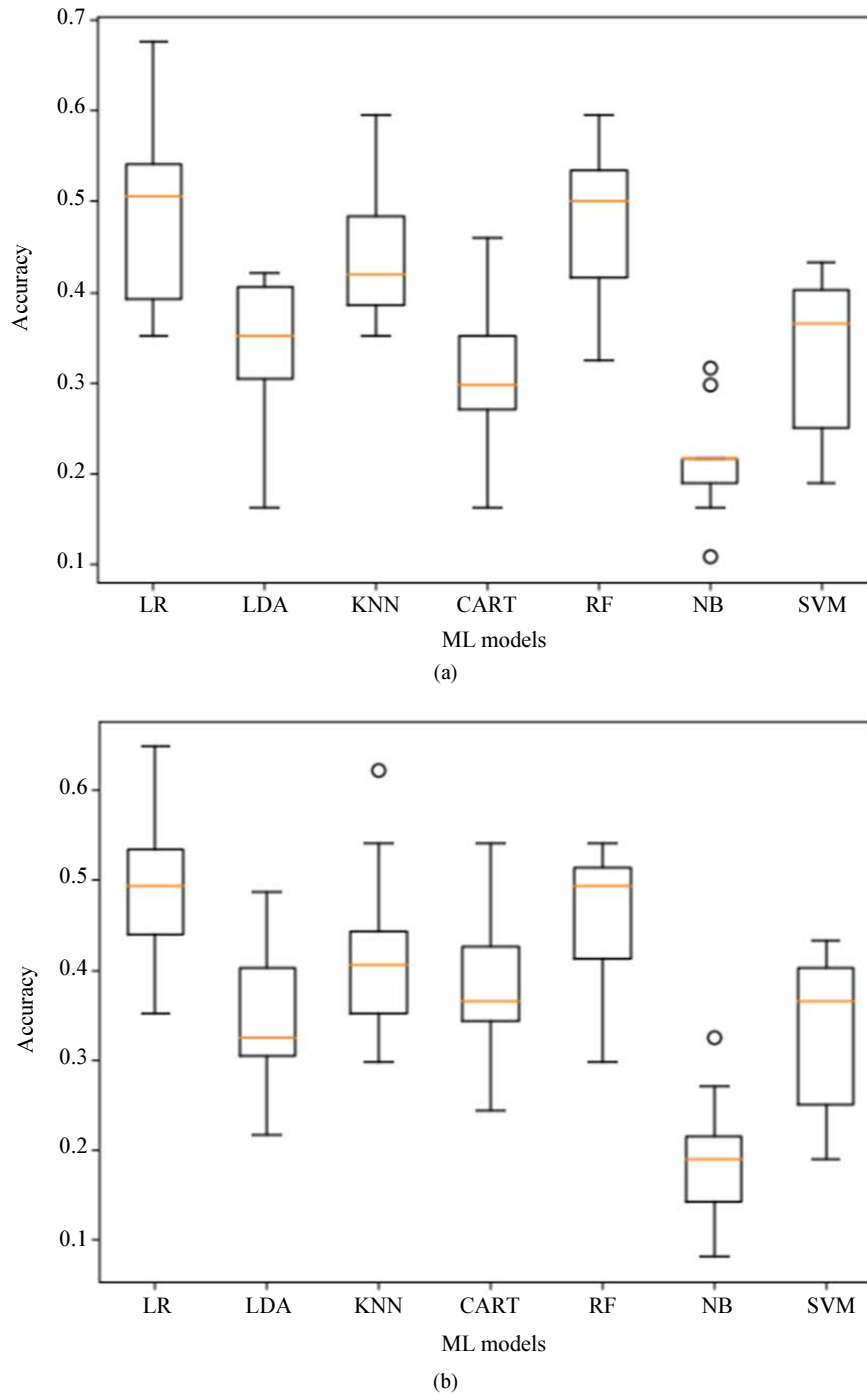 0.7
0.6
0.5
0.4
0.3
0.2
0.1
Accuracy
LR LDA KNN CART RF NB SVM
ML models
(a)
0.6
0.5
0.4
0.3
0.2
0.1
Accuracy
LR LDA KNN CART RF NB SVM
ML models
(b)